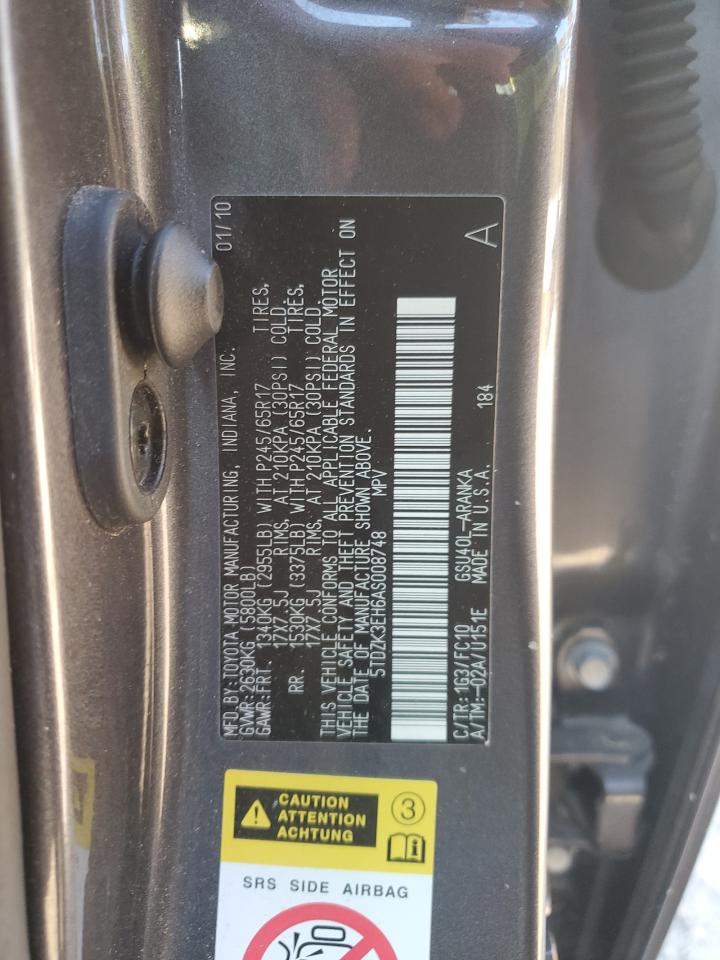 MFD.BY:TOYOTA MOTOR MANUFACTURING, INDIANA, INC. 01/10
GVWR:2630KG (5800LB)
GAWR:FRT. 1340KG (2955LB) WITH P245/65R17 TIRES,
17X7.5J RIMS, AT 210KPA (30PSI) COLD
RR. 1530KG (3375LB) WITH P245/65R17 TIRES,
17X7.5J RIMS, AT 210KPA (30PSI) COLD.
THIS VEHICLE CONFORMS TO ALL APPLICABLE FEDERAL MOTOR
VEHICLE SAFETY AND THEFT PREVENTION STANDARDS IN EFFECT ON
THE DATE OF MANUFACTURE SHOWN ABOVE.
5TDZK3EH6AS008748 MPV
C/TR:1G3/FC10 GSU40L-ARANKA
A/TM:-02A/U151E MADE IN U.S.A. 184
A
CAUTION
ATTENTION
ACHTUNG
3
SRS SIDE AIRBAG